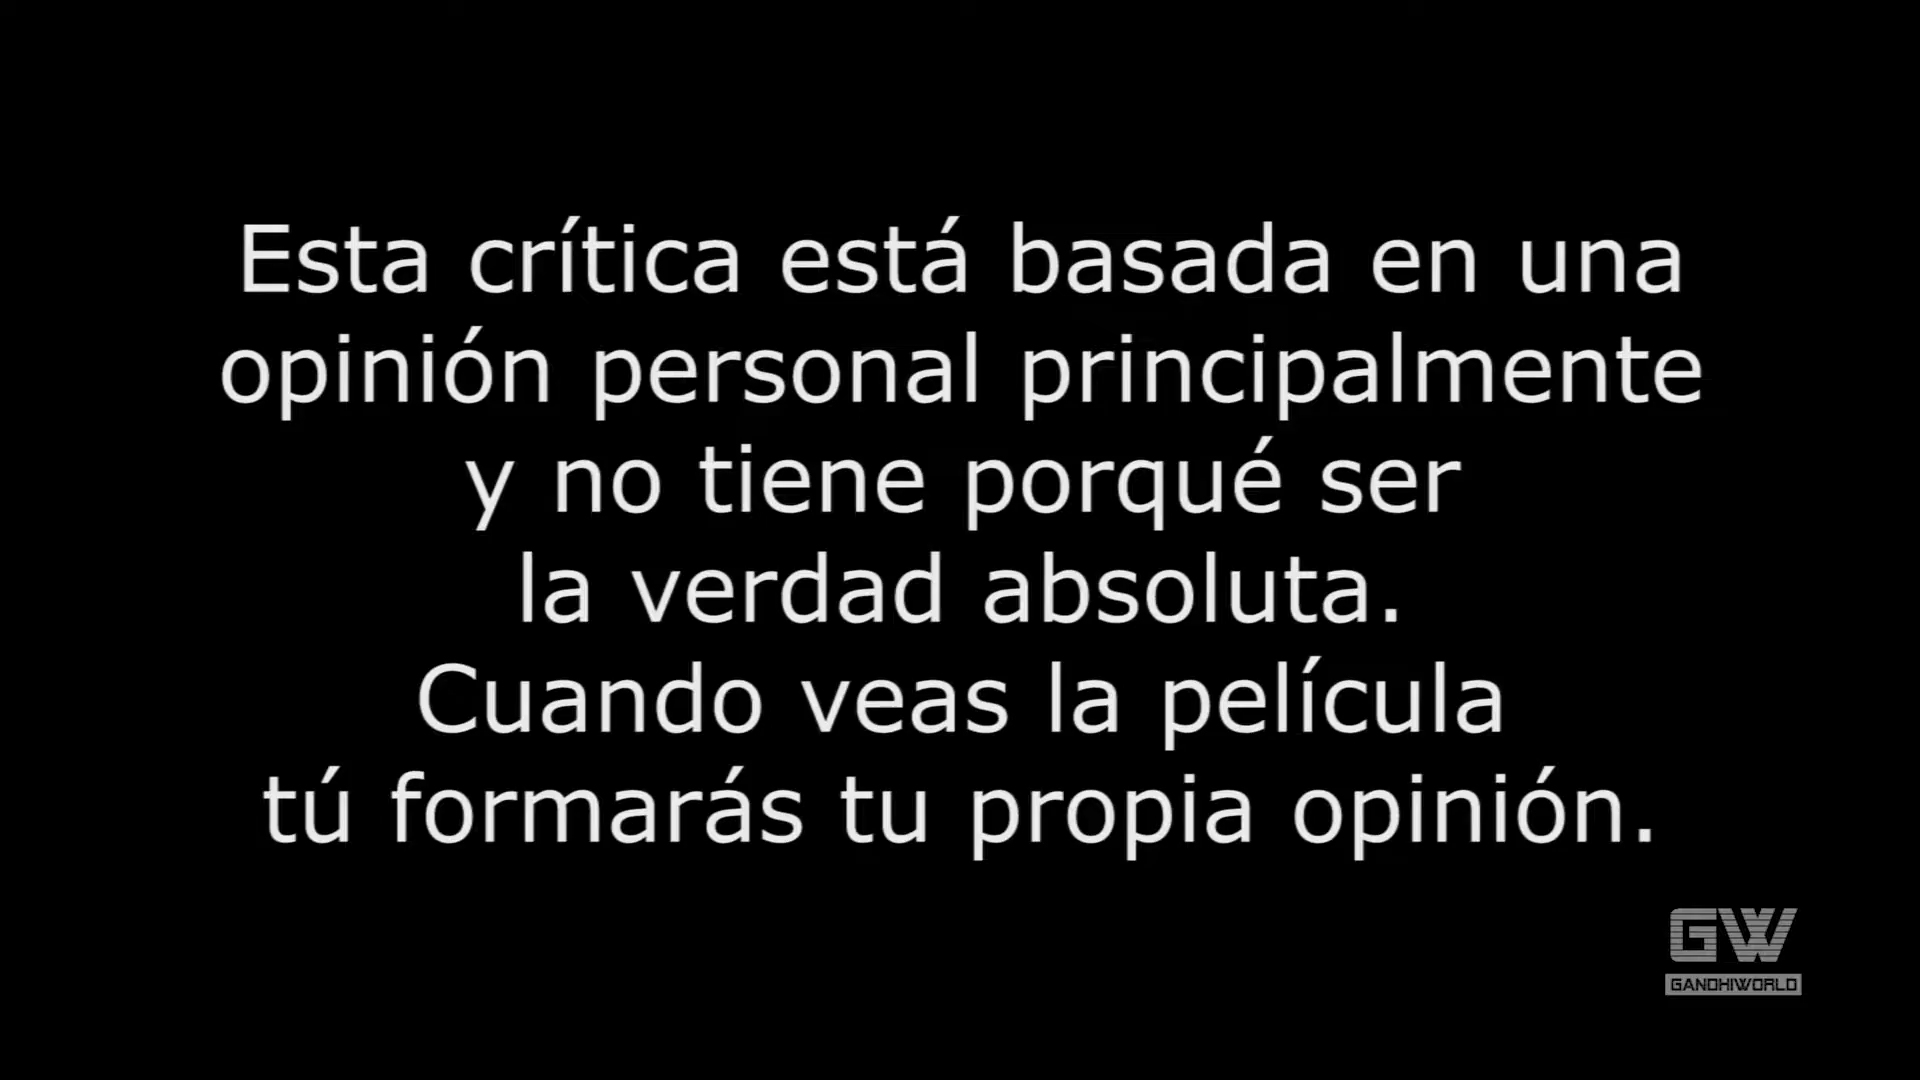 Esta crítica está basada en una
opinión personal principalmente
y no tiene porqué ser
la verdad absoluta.
Cuando veas la película
tú formarás tu propia opinión.
GW
GANDHIWORLD